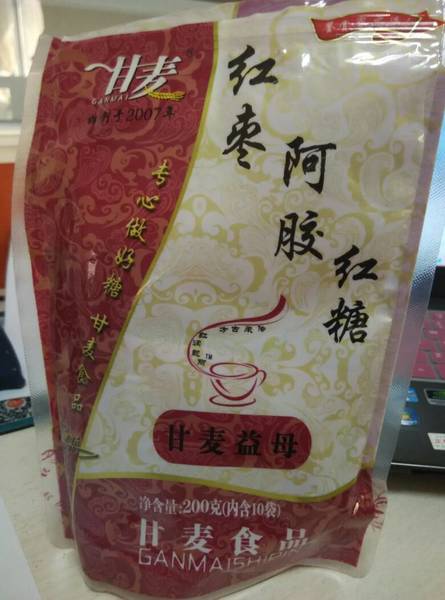 甘麦®
GANMAI
始创于2007年
红枣
阿胶
红糖
专心做好糖 甘麦食品
甘麦益母
净含量:200克(内含10袋)
甘麦食品
GANMAISHIPIN